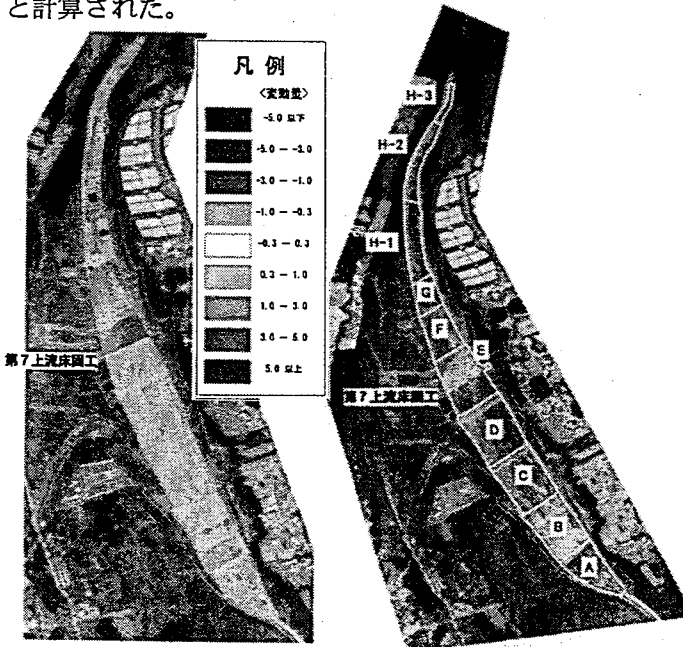 と計算された。
凡例
<変動量>
-5.0 以下
-5.0 — -3.0
-3.0 — -1.0
-1.0 — -0.3
-0.3 — 0.3
0.3 — 1.0
1.0 — 3.0
3.0 — 5.0
5.0 以上
第7上流床固工
H-3
H-2
H-1
G
F
E
第7上流床固工
D
C
B
A